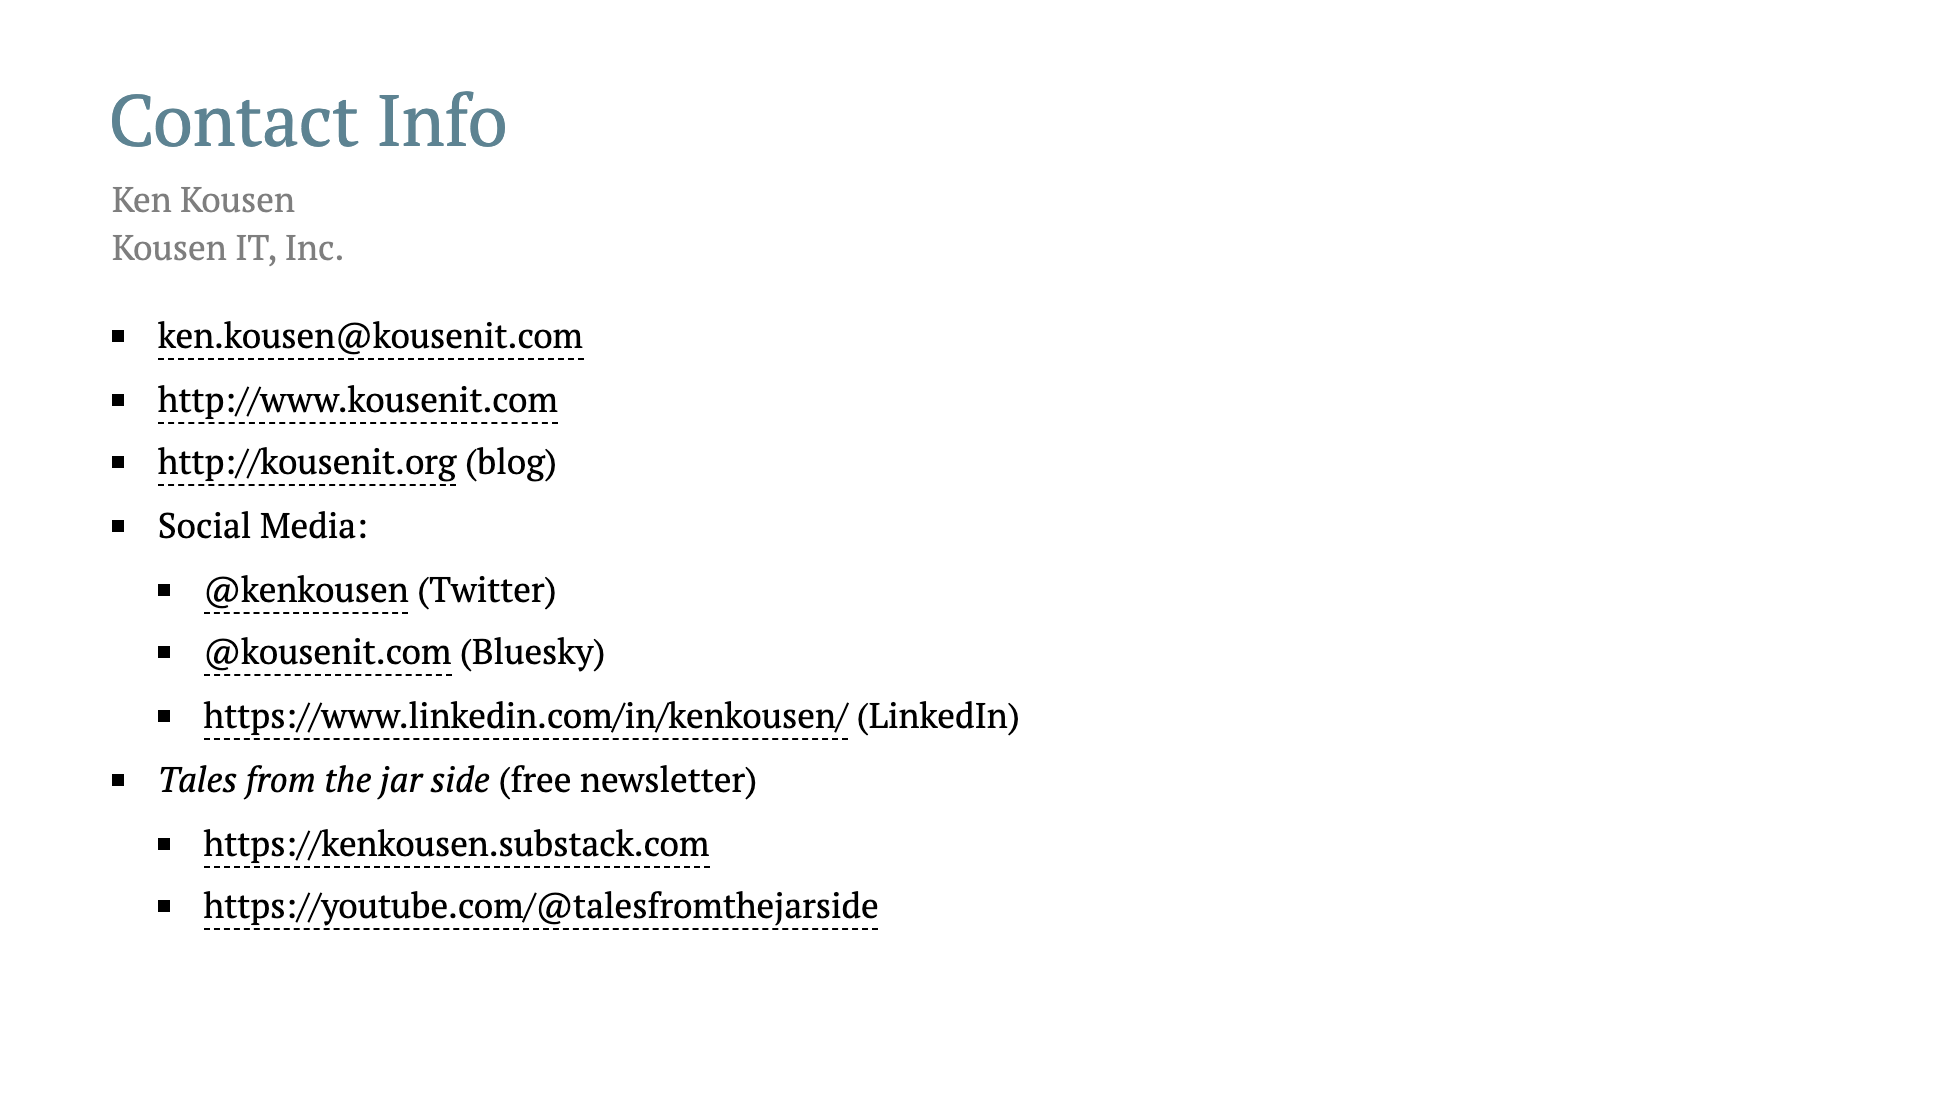 Contact Info
Ken Kousen
Kousen IT, Inc.
ken.kousen@kousenit.com
http://www.kousenit.com
http://kousenit.org (blog)
Social Media:
@kenkousen (Twitter)
@kousenit.com (Bluesky)
https://www.linkedin.com/in/kenkousen/ (LinkedIn)
Tales from the jar side (free newsletter)
https://kenkousen.substack.com
https://youtube.com/@talesfromthejarside